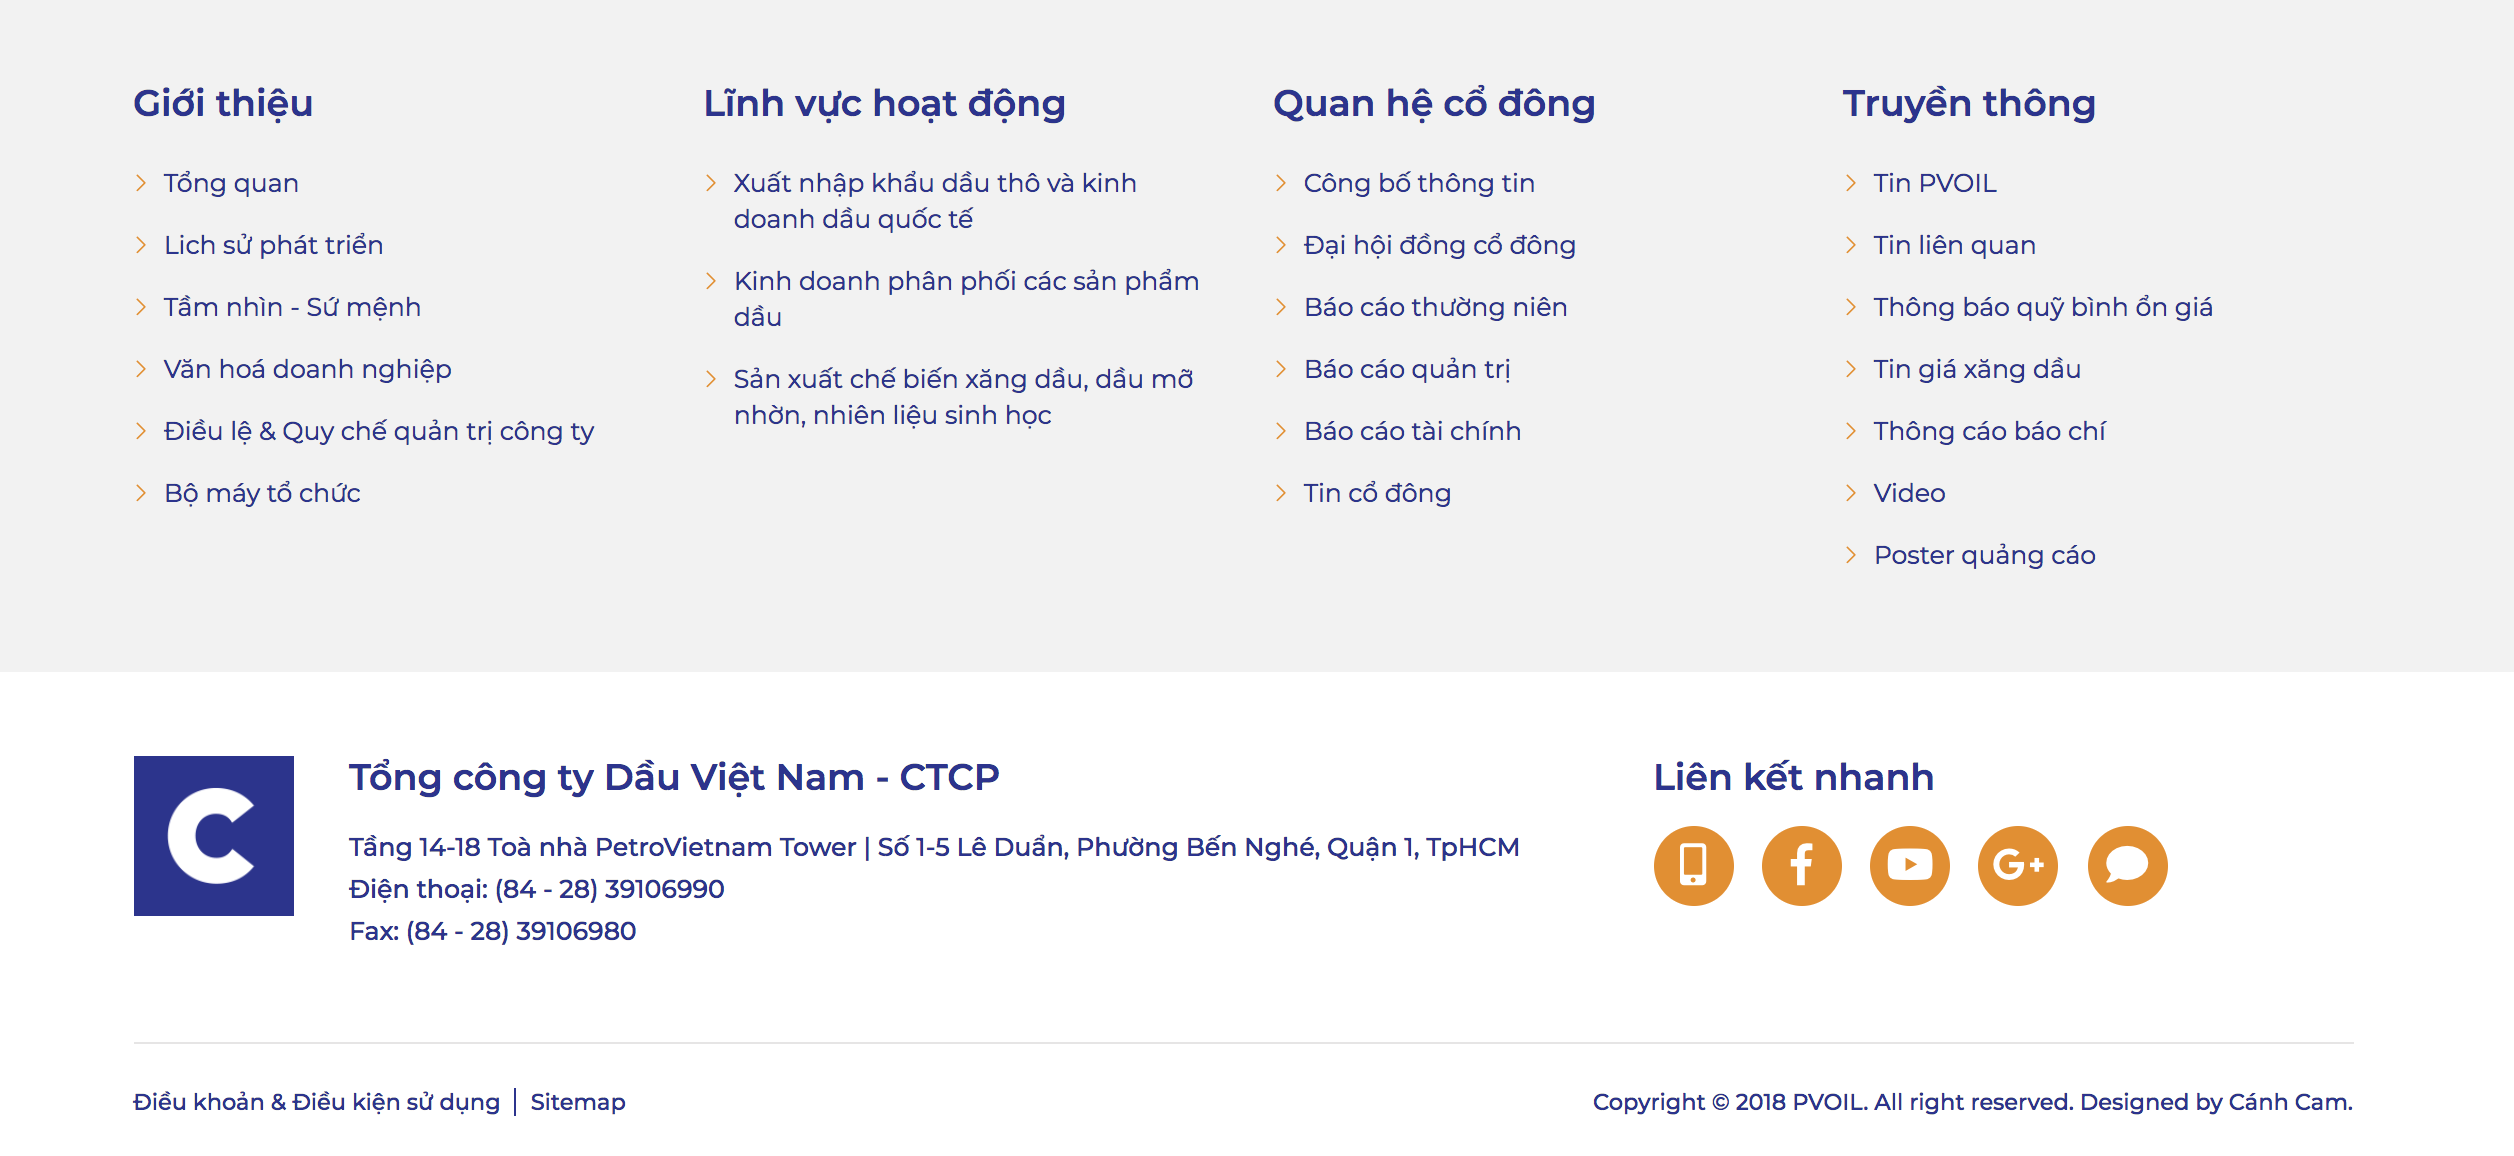 Giới thiệu
Tổng quan
Lich sử phát triển
Tầm nhìn - Sứ mệnh
Văn hoá doanh nghiệp
Điều lệ & Quy chế quản trị công ty
Bộ máy tổ chức
Lĩnh vực hoạt động
Xuất nhập khẩu dầu thô và kinh
doanh dầu quốc tế
Kinh doanh phân phối các sản phẩm
dầu
Sản xuất chế biến xăng dầu, dầu mỡ
nhờn, nhiên liệu sinh học
Quan hệ cổ đông
Công bố thông tin
Đại hội đồng cổ đông
Báo cáo thường niên
Báo cáo quản trị
Báo cáo tài chính
Tin cổ đông
Truyền thông
Tin PVOIL
Tin liên quan
Thông báo quỹ bình ổn giá
Tin giá xăng dầu
Thông cáo báo chí
Video
Poster quảng cáo
C
Tổng công ty Dầu Việt Nam - CTCP
Tầng 14-18 Toà nhà PetroVietnam Tower | Số 1-5 Lê Duẩn, Phường Bến Nghé, Quận 1, TpHCM
Điện thoại: (84 - 28) 39106990
Fax: (84 - 28) 39106980
Liên kết nhanh
f
G+
Điều khoản & Điều kiện sử dụng | Sitemap
Copyright © 2018 PVOIL. All right reserved. Designed by Cánh Cam.